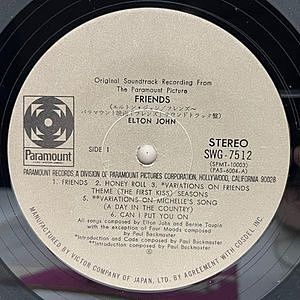 Original Soundtrack Recording From
The Paramount Picture
FRIENDS
ELTON JOHN
Paramount
STEREO
SWG-7512
SIDE 1
(SPMT-10003)
(PAS-6004-A)
PARAMOUNT RECORDS A DIVISION OF PARAMOUNT PICTURES CORPORATION, HOLLYWOOD, CALIFORNIA 90028
1. FRIENDS 2. HONEY ROLL 3. *VARIATIONS ON FRIENDS
THEME (THE FIRST KISS) SEASONS
5. **VARIATIONS ON MICHELLE'S SONG
(A DAY IN THE COUNTRY)
6. CAN I PUT YOU ON
All songs composed by Elton John and Bernie Taupin
with the exception of Four Moods composed
by Paul Buckmaster
*Introduction and Code composed by Paul Buckmaster
**Introduction by Paul Buckmaster
MANUFACTURED BY VICTOR COMPANY OF JAPAN, LTD. BY AGREEMENT WITH GOSDEL INC.